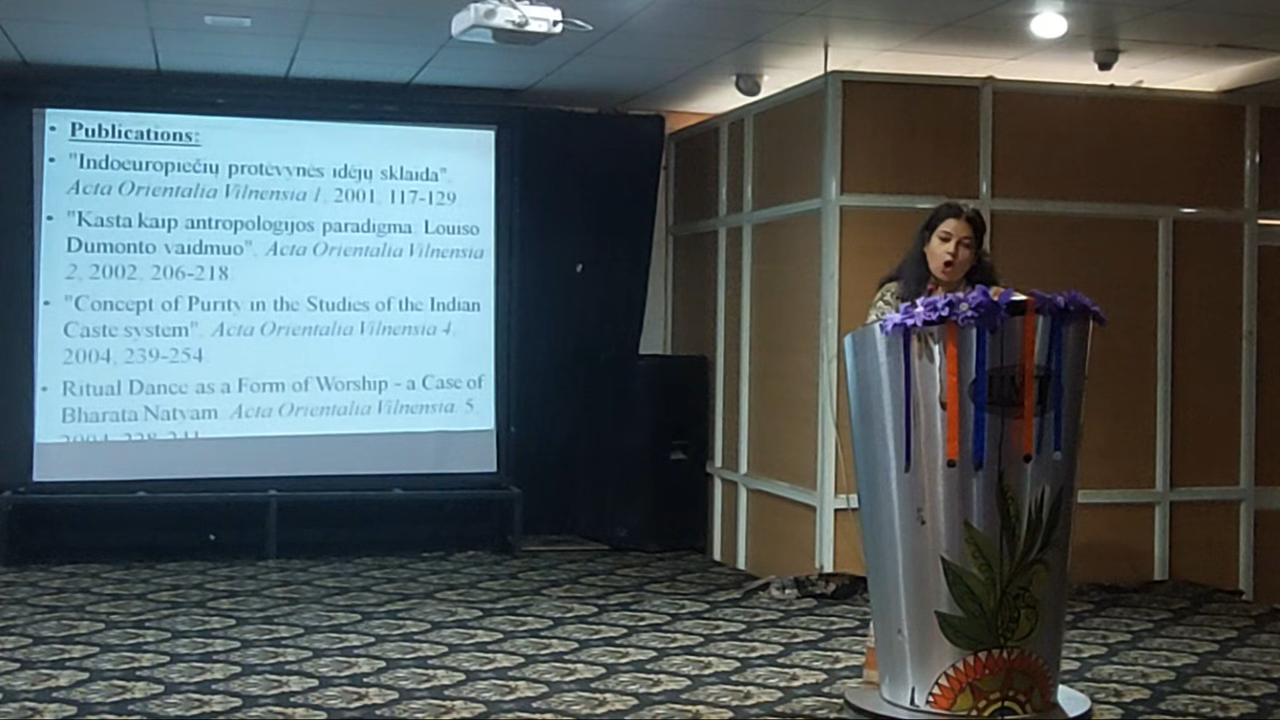 • Publications:
• "Indoeuropiečių protėvynės idėjų sklaida".
Acta Orientalia Vilnensia 1, 2001, 117-129
• "Kasta kaip antropologijos paradigma: Louiso
Dumonto vaidmuo". Acta Orientalia Vilnensia
2, 2002, 206-218
• "Concept of Purity in the Studies of the Indian
Caste system". Acta Orientalia Vilnensia 4,
2004, 239-254
• Ritual Dance as a Form of Worship - a Case of
Bharata Natyam. Acta Orientalia Vilnensia. 5,